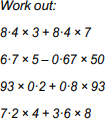 Work out:
8·4 × 3 + 8·4 × 7
6·7 × 5 – 0·67 × 50
93 × 0·2 + 0·8 × 93
7·2 × 4 + 3·6 × 8